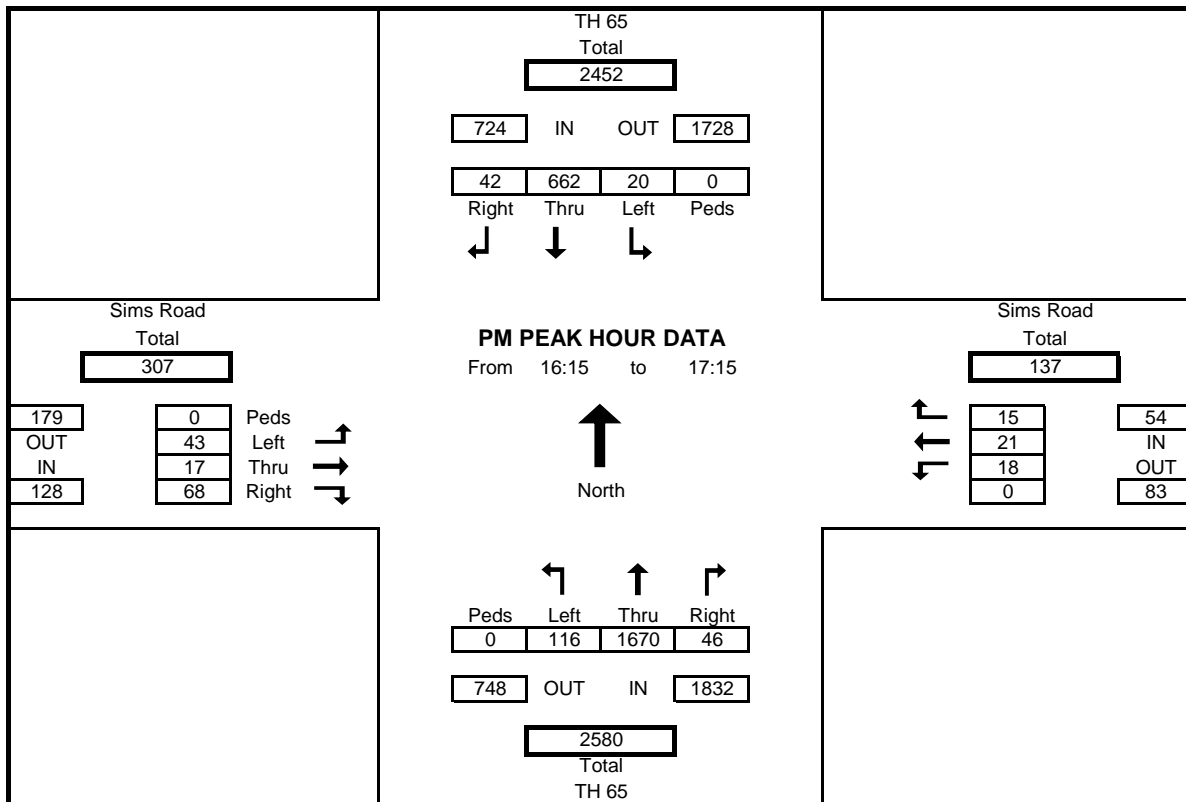 TH 65
Total
2452
724 IN OUT 1728
42 662 20 0
Right Thru Left Peds
Sims Road
Total
307
179 0 Peds
OUT 43 Left
IN 17 Thru
128 68 Right
PM PEAK HOUR DATA
From 16:15 to 17:15
North
Sims Road
Total
137
15 54
21 IN
18 OUT
0 83
Peds Left Thru Right
0 116 1670 46
748 OUT IN 1832
2580
Total
TH 65